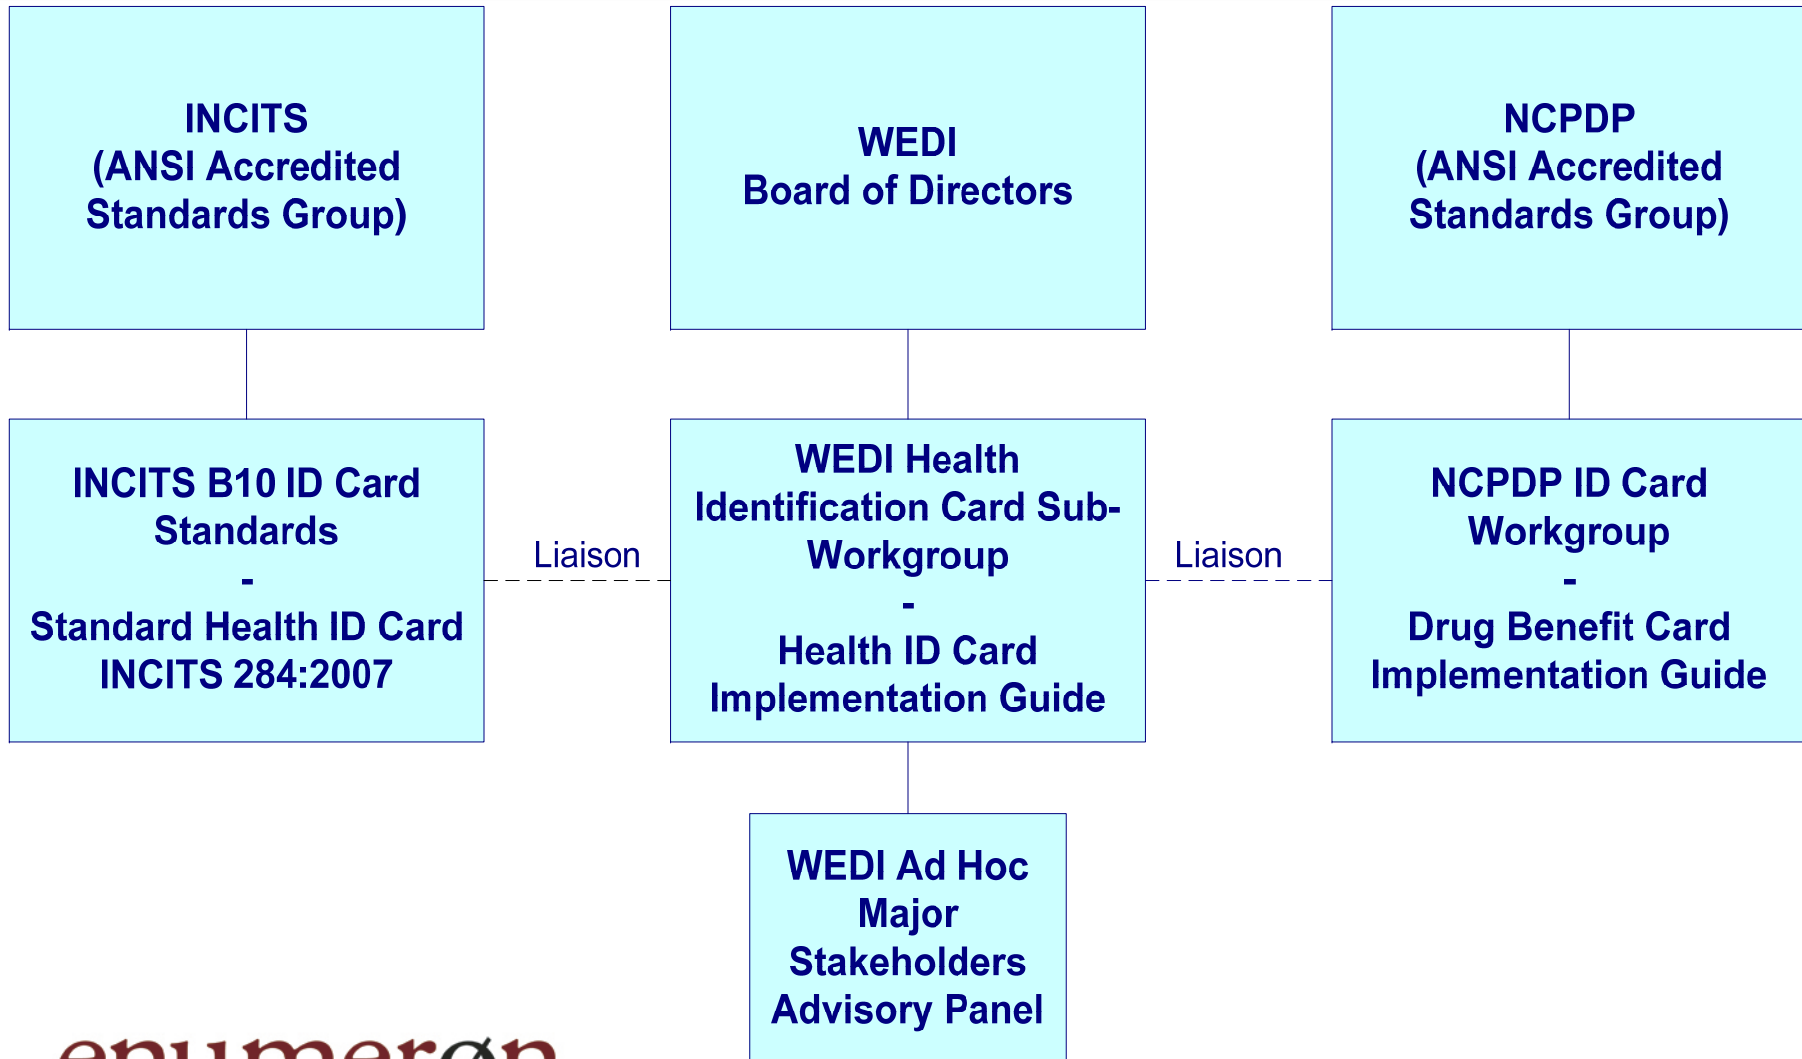 INCITS
(ANSI Accredited
Standards Group)
WEDI
Board of Directors
NCPDP
(ANSI Accredited
Standards Group)
INCITS B10 ID Card
Standards
-
Standard Health ID Card
INCITS 284:2007
Liaison
WEDI Health
Identification Card Sub-
Workgroup
-
Health ID Card
Implementation Guide
Liaison
NCPDP ID Card
Workgroup
-
Drug Benefit Card
Implementation Guide
WEDI Ad Hoc
Major
Stakeholders
Advisory Panel
enumerøn